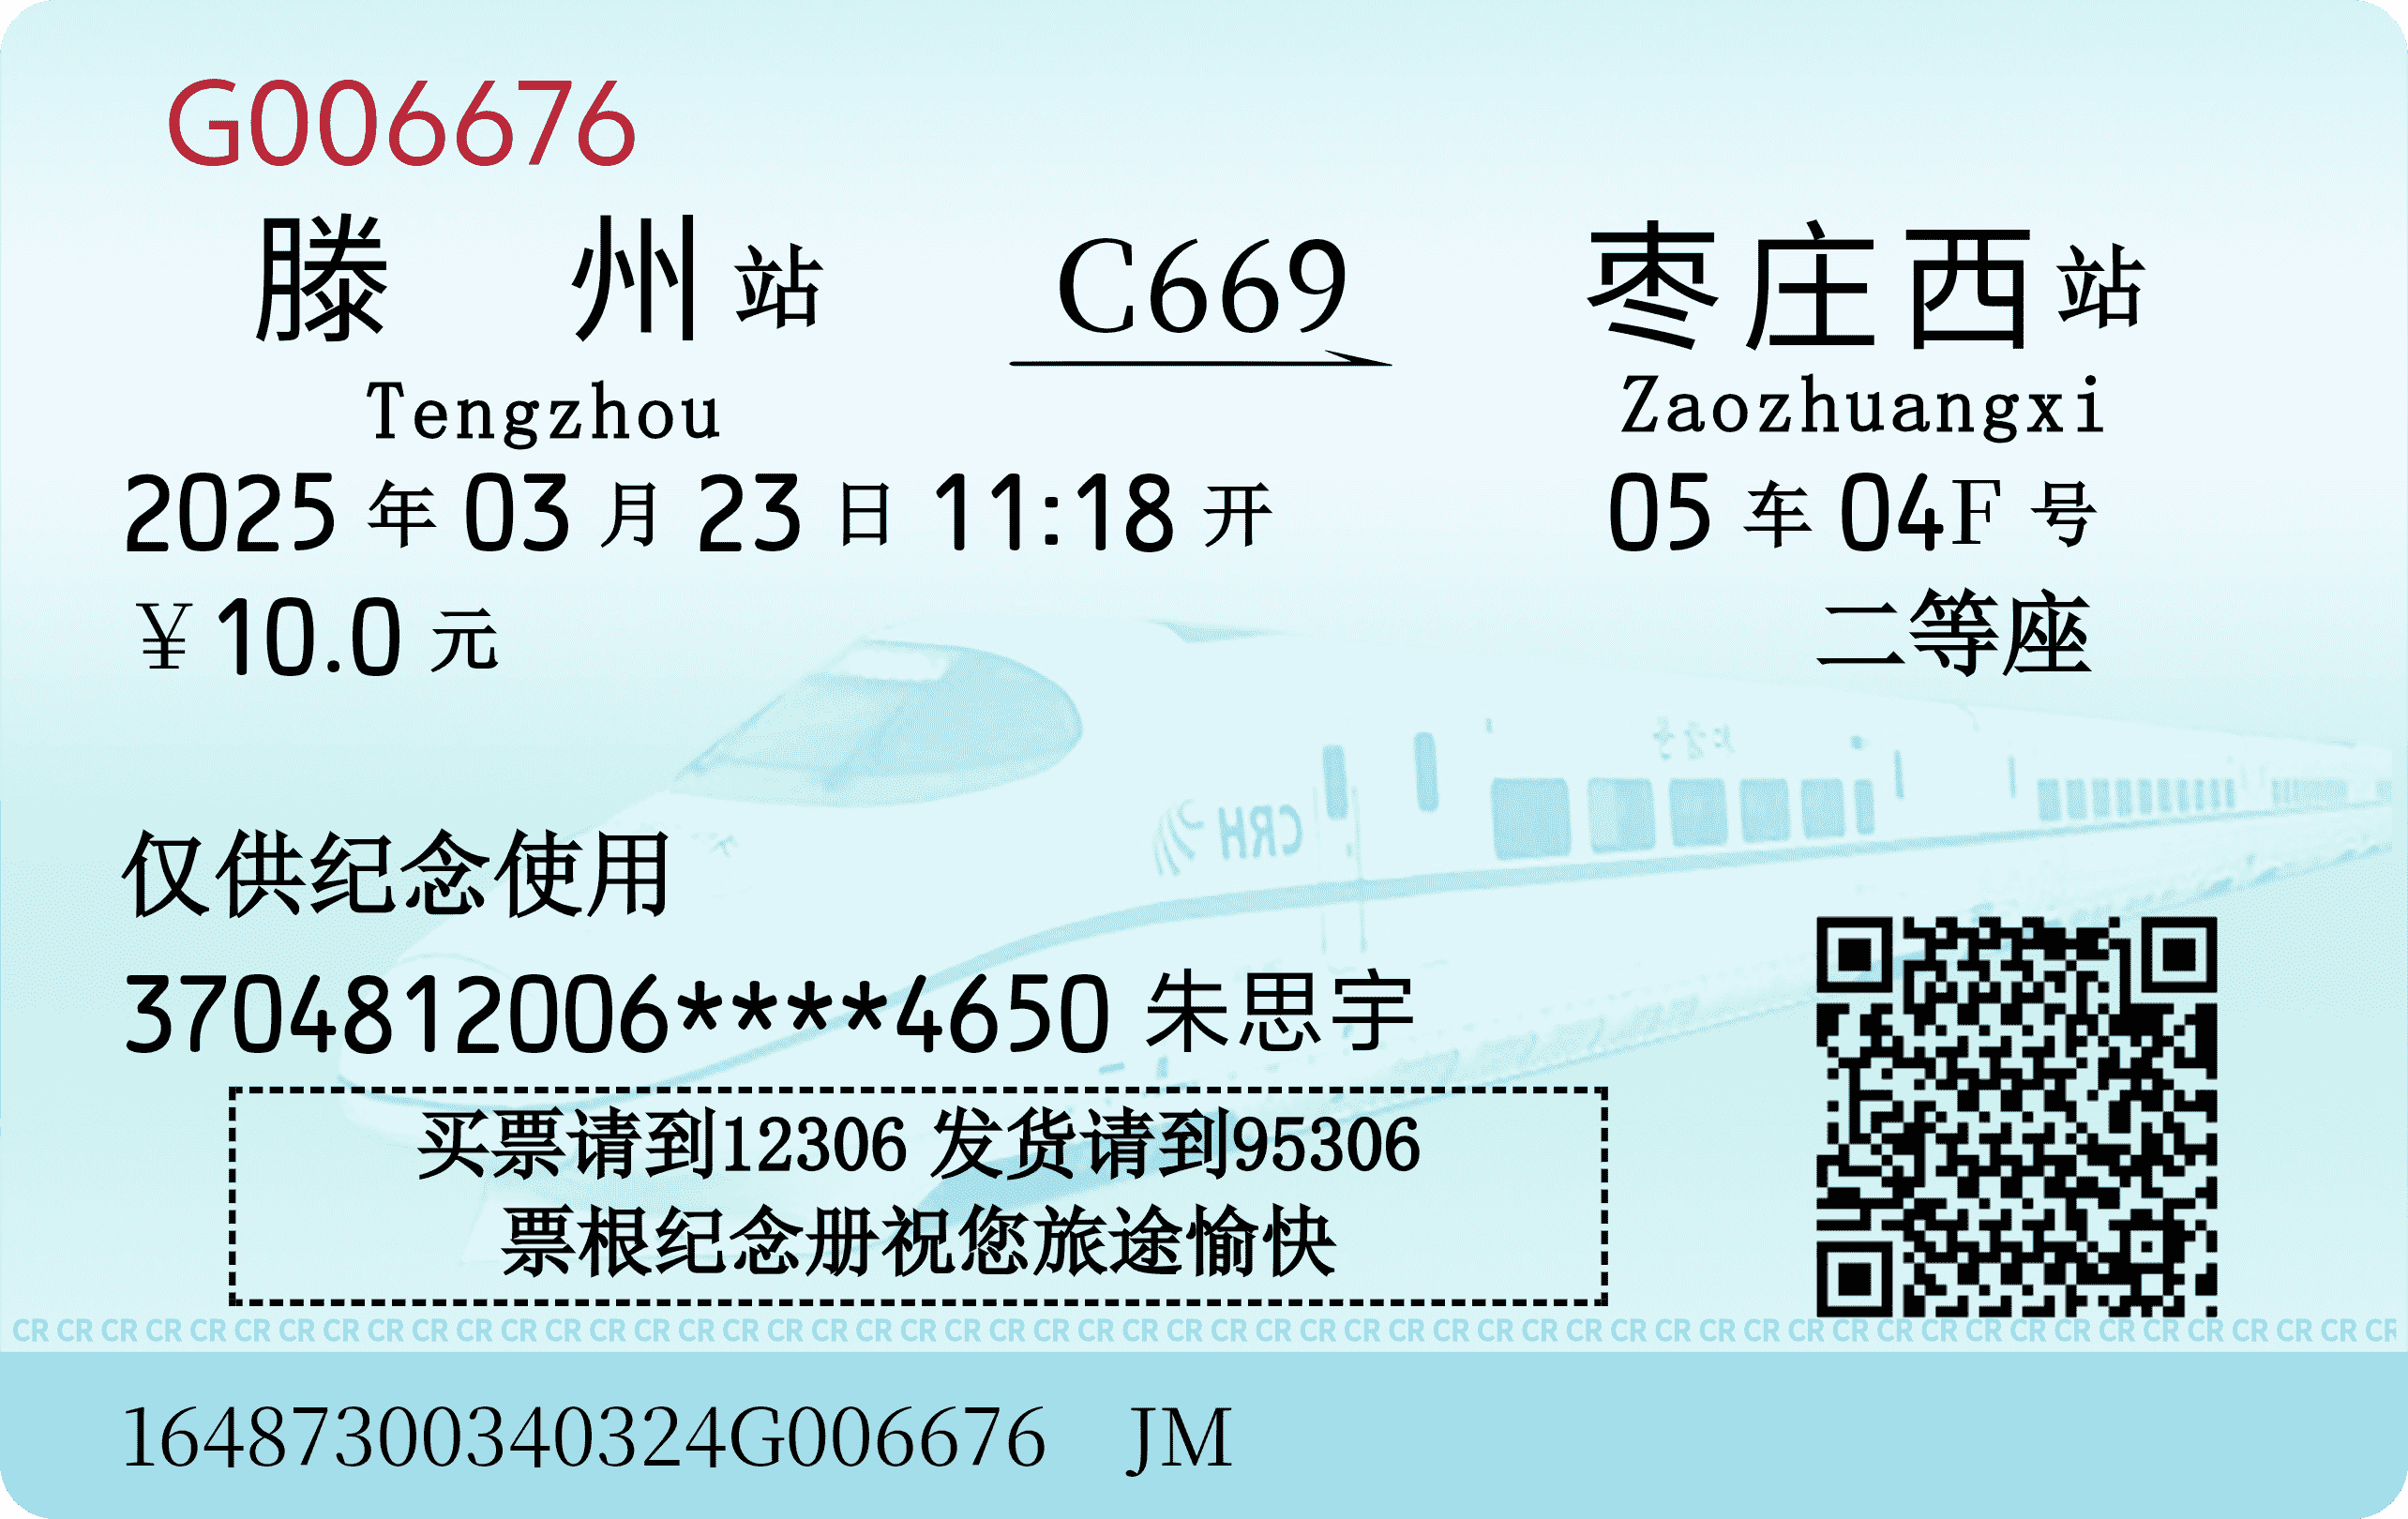 G006676
滕州站 C669 枣庄西站
Tengzhou Zaozhuangxi
2025年03月23日11:18开 05车04F号
￥10.0元 二等座
CRH
仅供纪念使用
3704812006****4650 朱思宇
买票请到12306 发货请到95306
票根纪念册祝您旅途愉快
CR CR CR CR CR CR CR CR CR CR CR CR CR CR CR CR CR CR CR CR CR CR CR CR CR CR CR CR CR CR CR CR CR CR CR CR CR CR CR CR CR CR CR CR CR CR CR CR CR CR CR CR CR CR
16487300340324G006676 JM